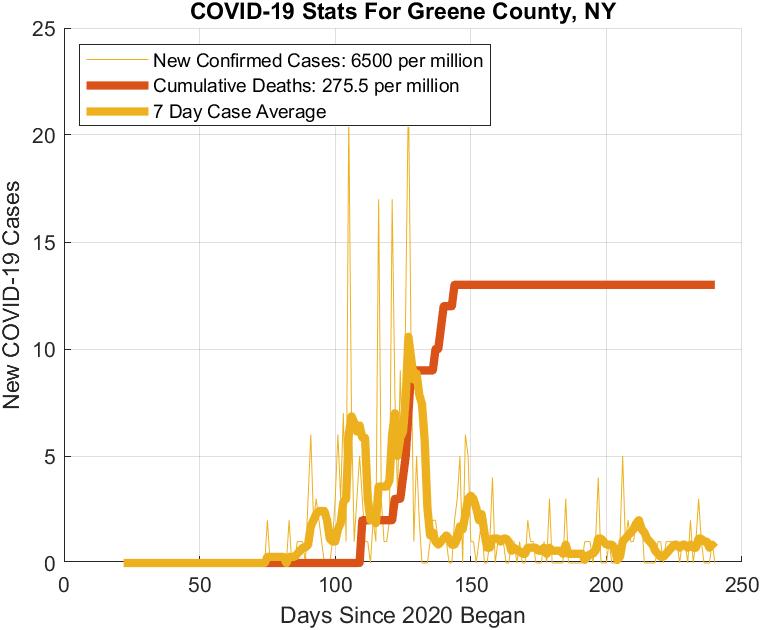 COVID-19 Stats For Greene County, NY
25
New Confirmed Cases: 6500 per million
Cumulative Deaths: 275.5 per million
7 Day Case Average
20
15
10
5
0
New COVID-19 Cases
0 50 100 150 200 250
Days Since 2020 Began